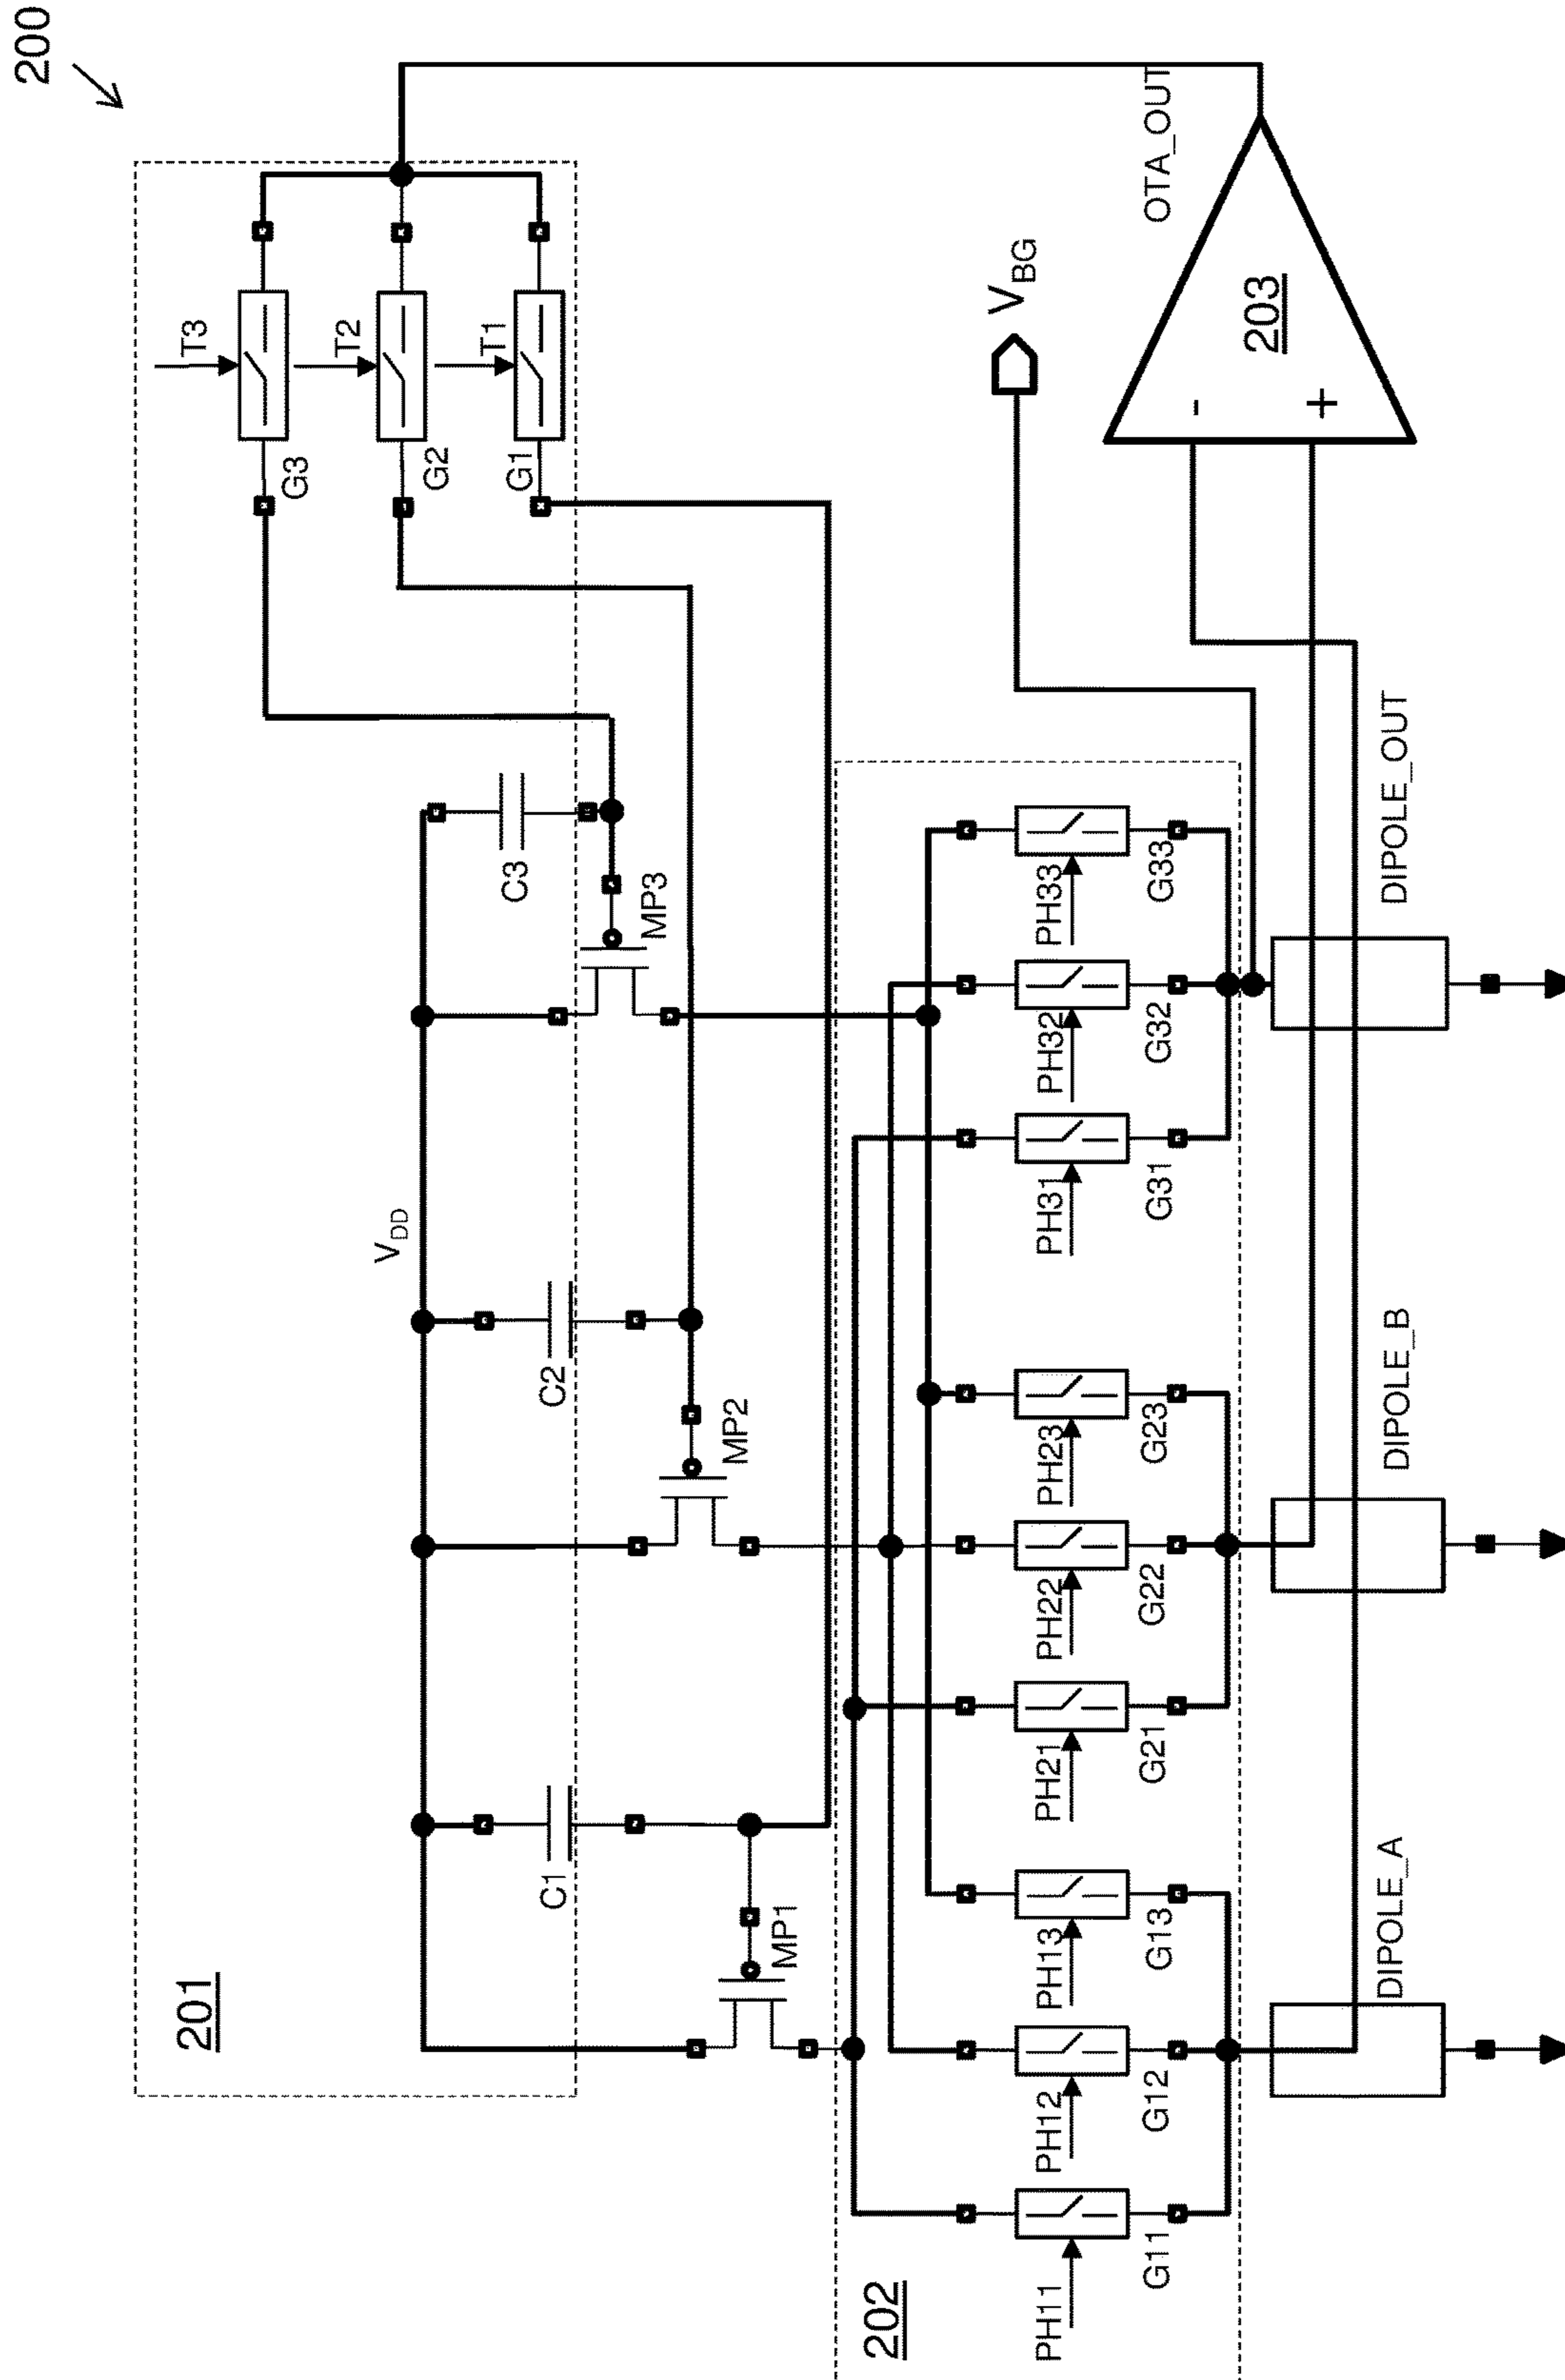 200
201
T3
T2
T1
G3
G2
G1
V_DD
C1
C2
C3
MP1
MP2
MP3
V_BG
OTA_OUT
203
-
+
202
PH11
PH12
PH13
PH21
PH22
PH23
PH31
PH32
PH33
G11
G12
G13
G21
G22
G23
G31
G32
G33
DIPOLE_A
DIPOLE_B
DIPOLE_OUT